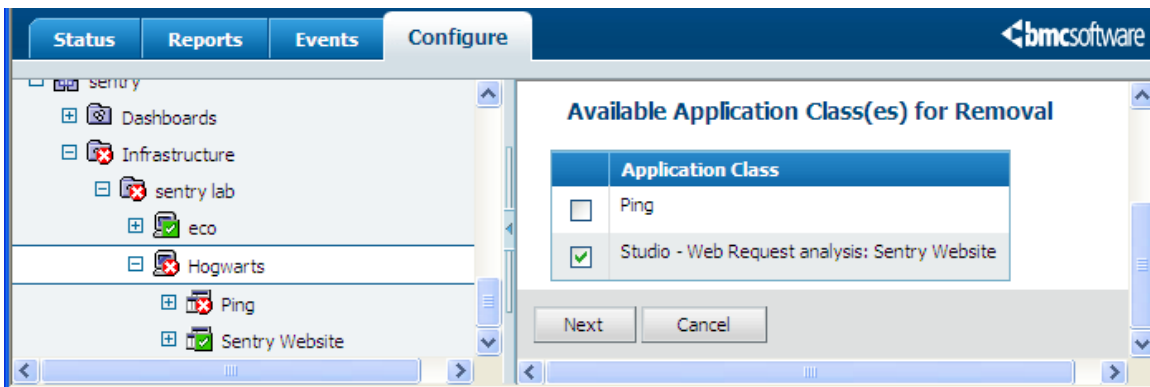 Status Reports Events Configure
bmcsoftware
sentry
Dashboards
Infrastructure
sentry lab
eco
Hogwarts
Ping
Sentry Website
Available Application Class(es) for Removal
Application Class
Ping
Studio - Web Request analysis: Sentry Website
Next Cancel